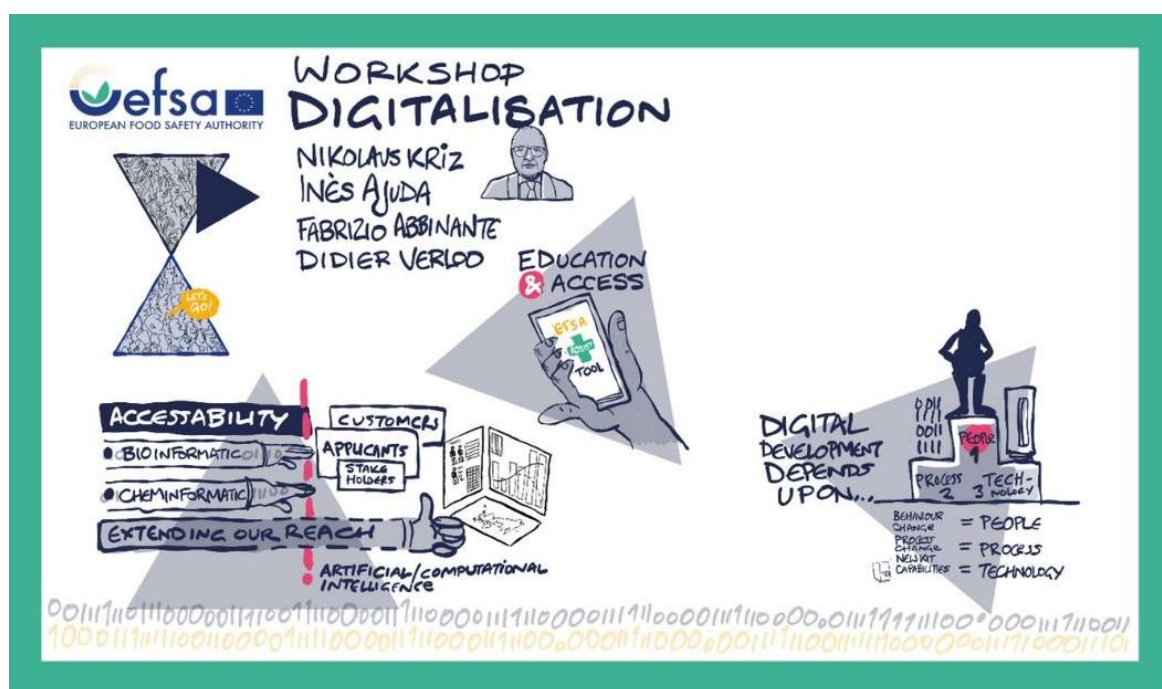 efsa
EUROPEAN FOOD SAFETY AUTHORITY
WORKSHOP
DIGITALISATION
NIKOLAUS KRIZ
INÈS AJUDA
FABRIZIO ABBINANTE
DIDIER VERLOO
LET'S
GO!
EDUCATION
& ACCESS
EFSA
ASSIST
TOOL
ACCESSABILITY
BIOINFORMATIC
CHEMINFORMATIC
EXTENDING OUR REACH
CUSTOMERS
APPLICANTS
STAKE
HOLDERS
ARTIFICIAL/COMPUTATIONAL
INTELLIGENCE
DIGITAL
DEVELOPMENT
DEPENDS
UPON...
PEOPLE
1
PROCESS
2
3 TECH-
NOLOGY
BEHAVIOUR
CHANGE = PEOPLE
PROCESS
CHANGE = PROCESS
NEW KIT
CAPABILITIES = TECHNOLOGY